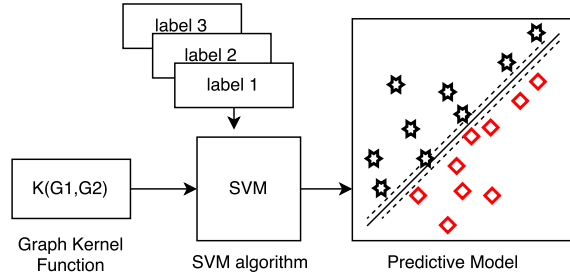 label 3
label 2
label 1
K(G1,G2)
SVM
Graph Kernel
Function
SVM algorithm
Predictive Model